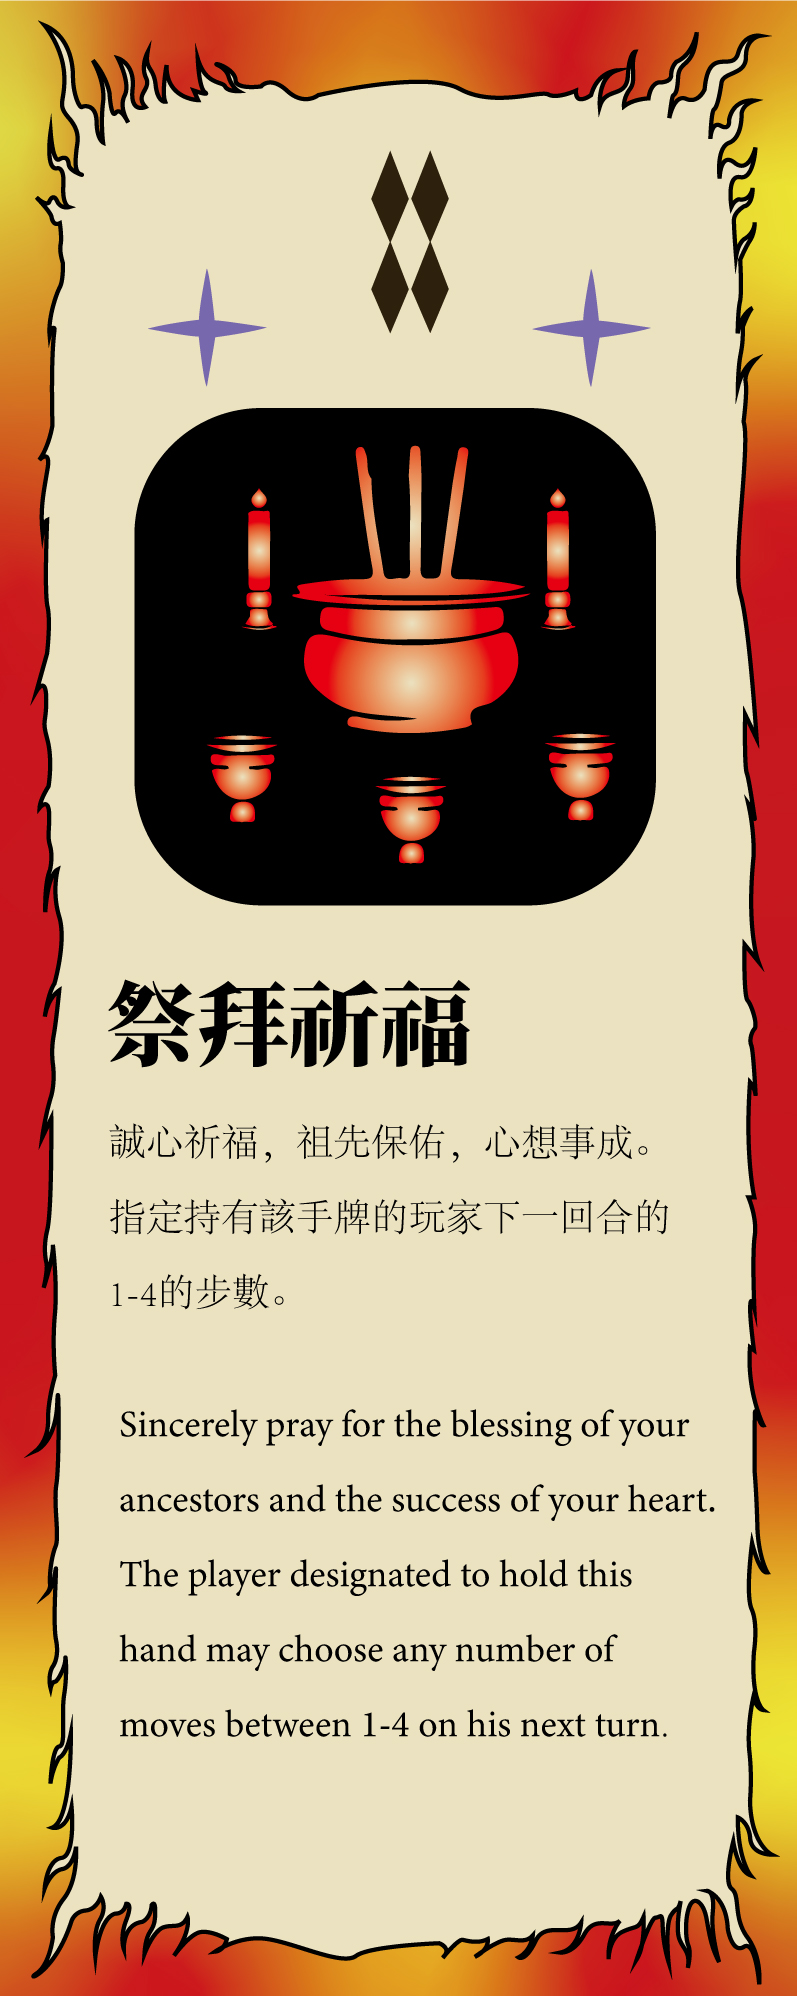 祭拜祈福
誠心祈福，祖先保佑，心想事成。
指定持有該手牌的玩家下一回合的
1-4的步數。
Sincerely pray for the blessing of your
ancestors and the success of your heart.
The player designated to hold this
hand may choose any number of
moves between 1-4 on his next turn.